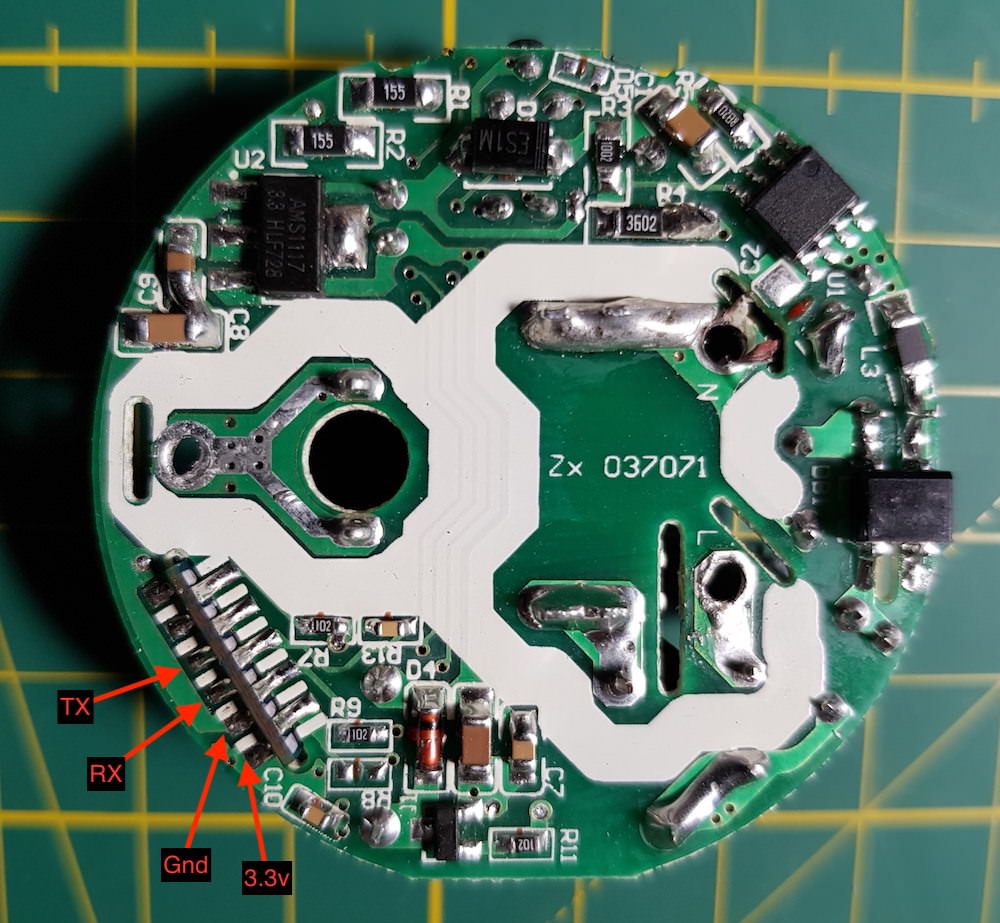 155
R1
155
R2
U2
ES1M
R3
1002
R820
R4
3602
AMS1117
3.3 HLF728
C2
U1
C9
C8
L3
N
Zx 037071
L
102
R7
R13
D4
TX
RX
Gnd
3.3v
R9
102
R8
C10
C7
102
R11